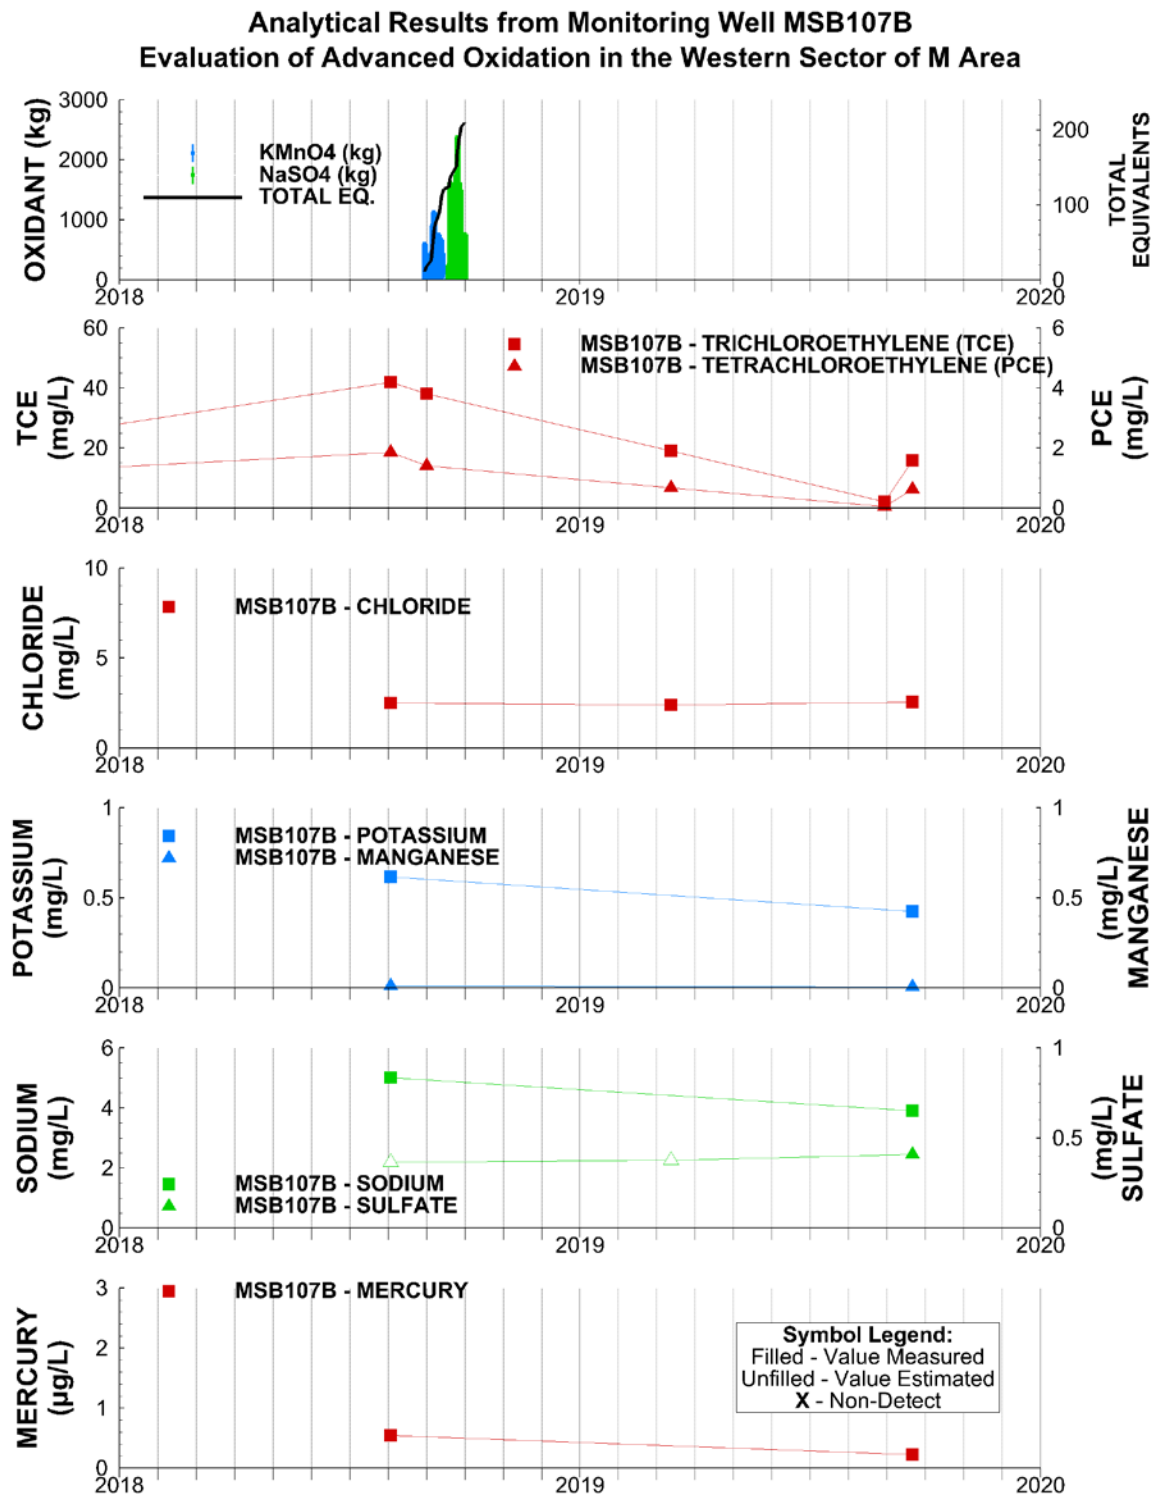 Analytical Results from Monitoring Well MSB107B
Evaluation of Advanced Oxidation in the Western Sector of M Area
OXIDANT (kg)
3000
2000
1000
0
KMnO4 (kg)
NaSO4 (kg)
TOTAL EQ.
200
100
0
TOTAL
EQUIVALENTS
2018
2019
2020
TCE
(mg/L)
60
40
20
0
MSB107B - TRICHLOROETHYLENE (TCE)
MSB107B - TETRACHLOROETHYLENE (PCE)
6
4
2
0
PCE
(mg/L)
2018
2019
2020
CHLORIDE
(mg/L)
10
5
0
MSB107B - CHLORIDE
2018
2019
2020
POTASSIUM
(mg/L)
1
0.5
0
MSB107B - POTASSIUM
MSB107B - MANGANESE
1
0.5
0
(mg/L)
MANGANESE
2018
2019
2020
SODIUM
(mg/L)
6
4
2
0
MSB107B - SODIUM
MSB107B - SULFATE
1
0.5
0
(mg/L)
SULFATE
2018
2019
2020
MERCURY
(µg/L)
3
2
1
0
MSB107B - MERCURY
Symbol Legend:
Filled - Value Measured
Unfilled - Value Estimated
X - Non-Detect
2018
2019
2020